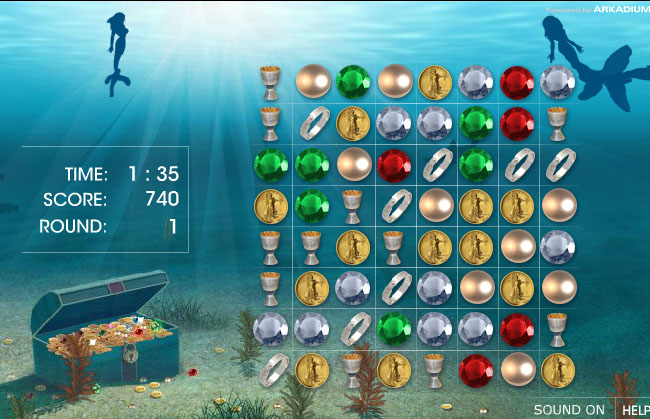 Powered by ARKADIUM
TIME: 1 : 35
SCORE: 740
ROUND: 1
SOUND ON HELP